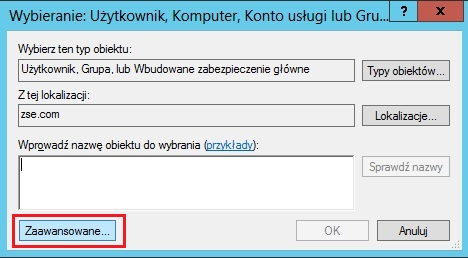 Wybieranie: Użytkownik, Komputer, Konto usługi lub Gru...
Wybierz ten typ obiektu:
Użytkownik, Grupa, lub Wbudowane zabezpieczenie główne
Typy obiektów...
Z tej lokalizacji:
zse.com
Lokalizacje...
Wprowadź nazwę obiektu do wybrania (przykłady):
Sprawdź nazwy
Zaawansowane...
OK
Anuluj